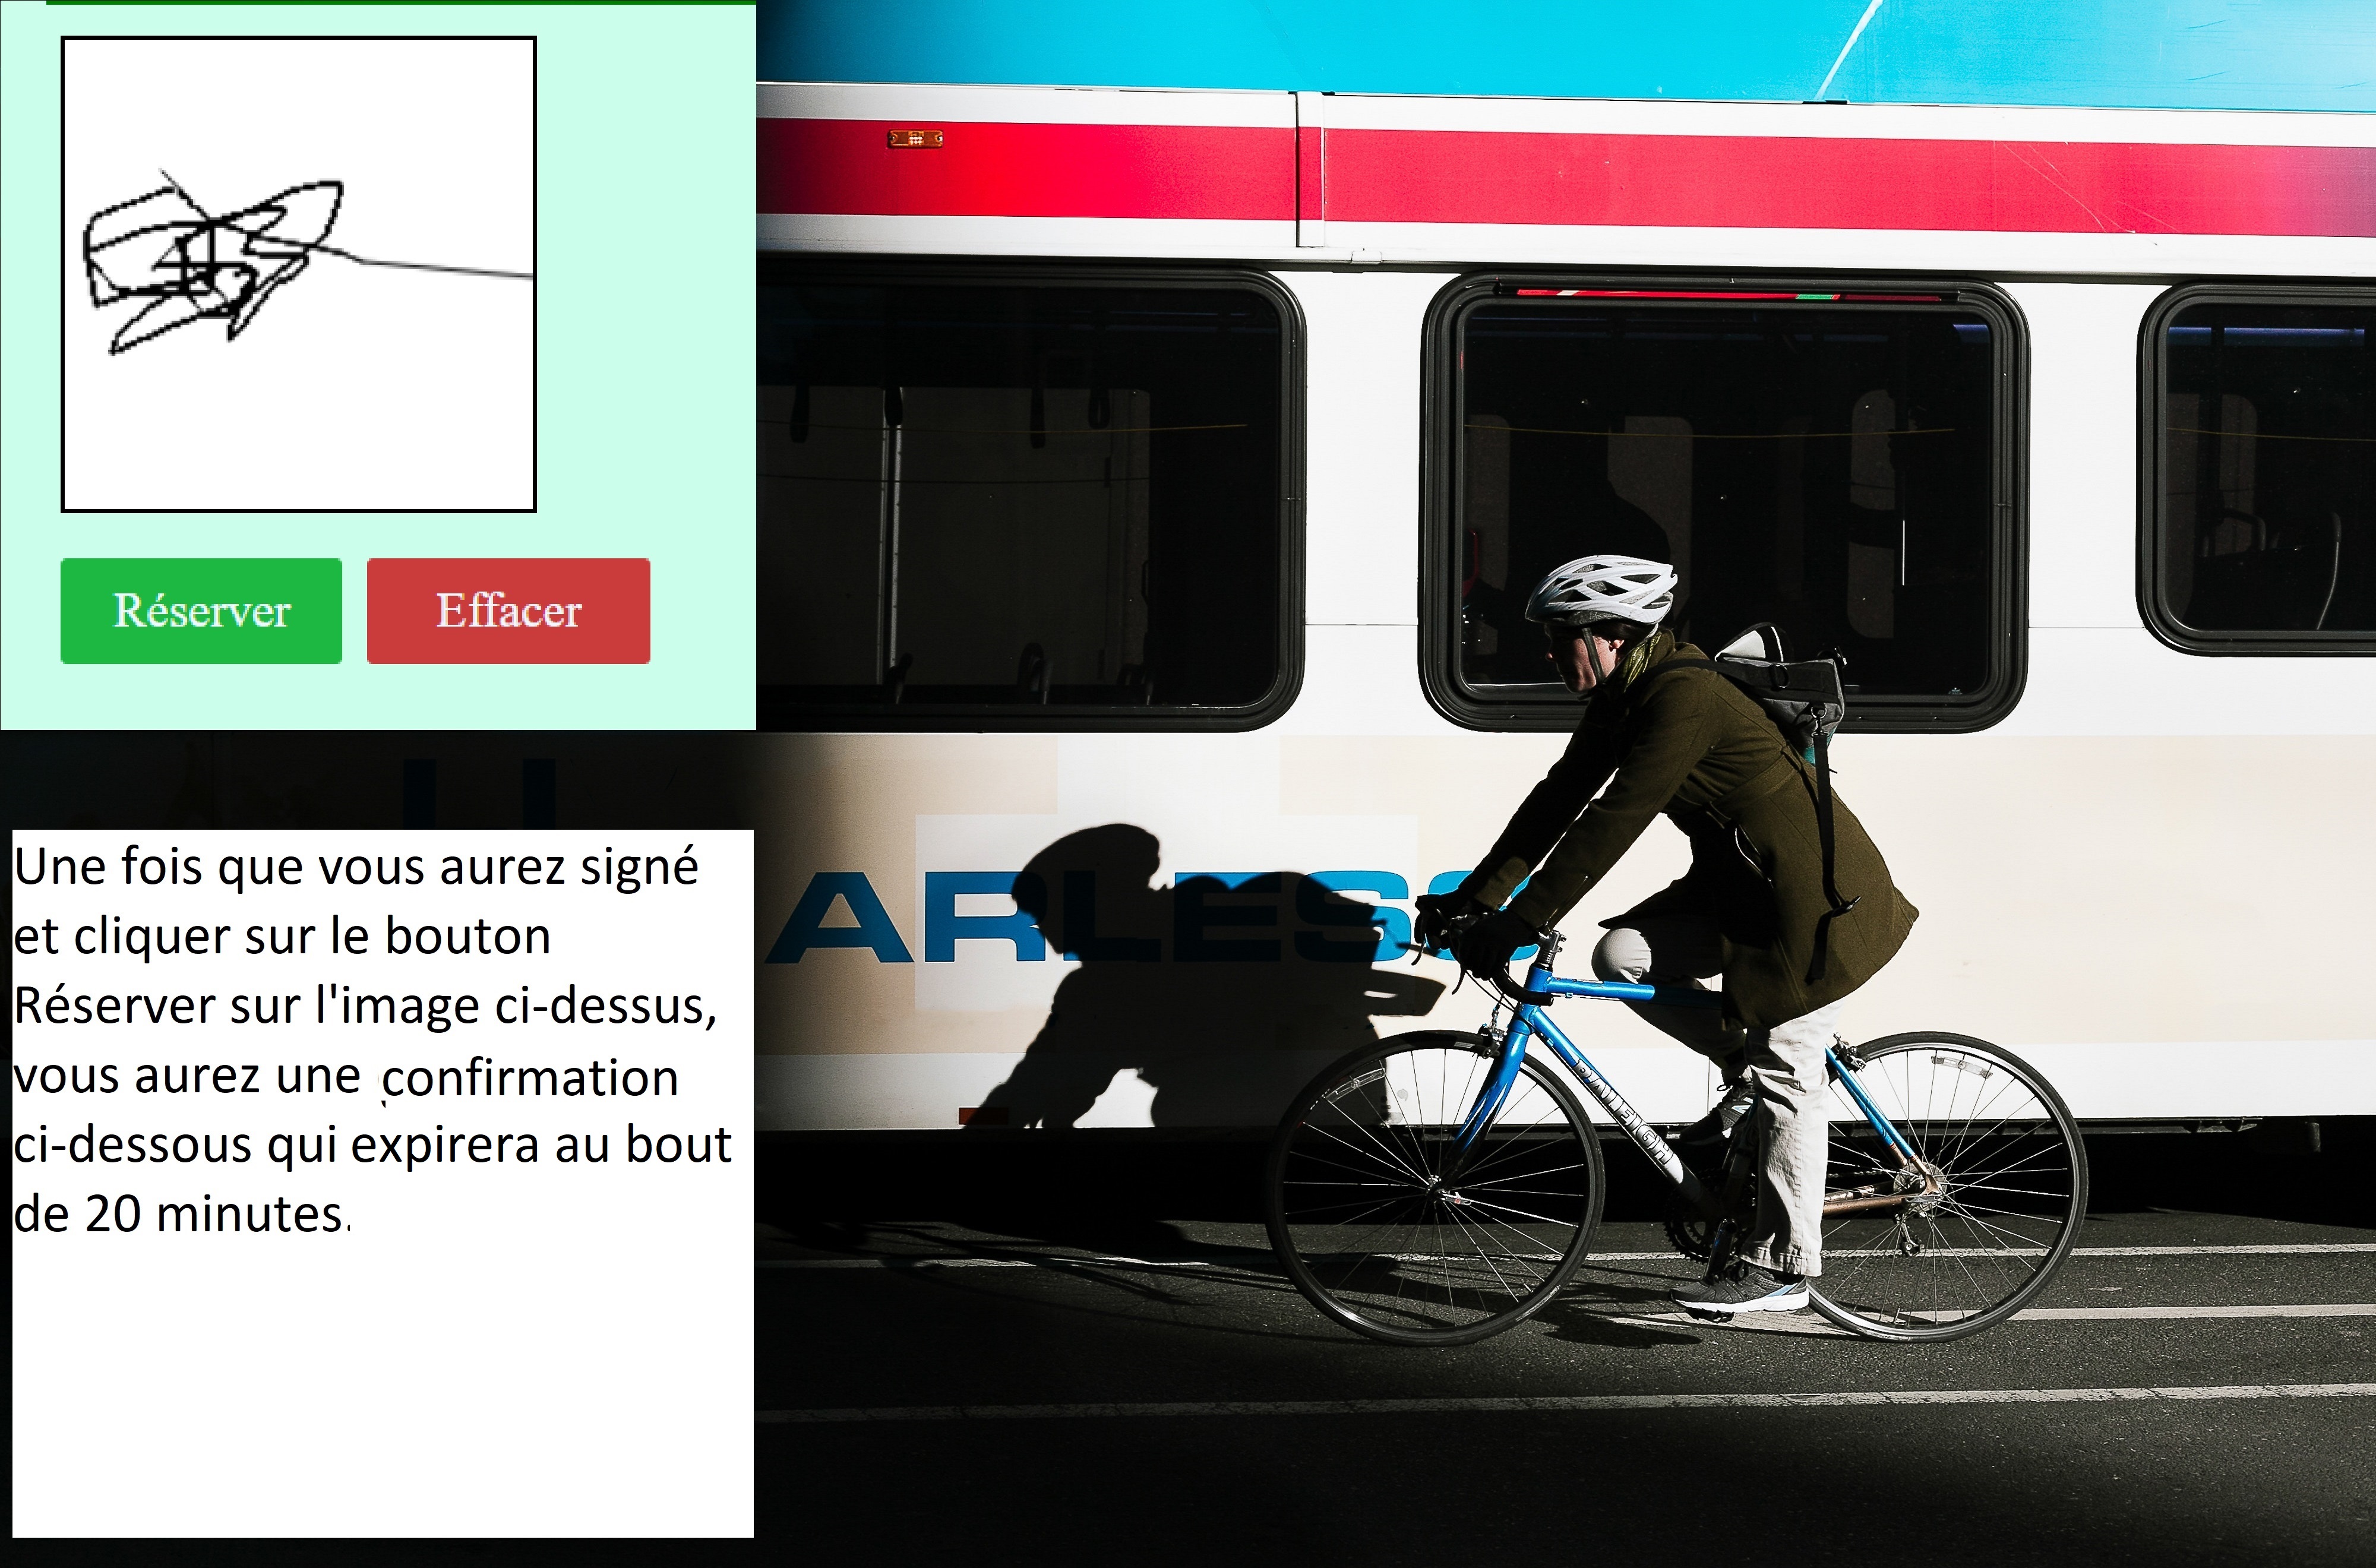 Réserver
Effacer
Une fois que vous aurez signé
et cliquer sur le bouton
Réserver sur l'image ci-dessus,
vous aurez une confirmation
ci-dessous qui expirera au bout
de 20 minutes.
ARLESS
RALEIGH